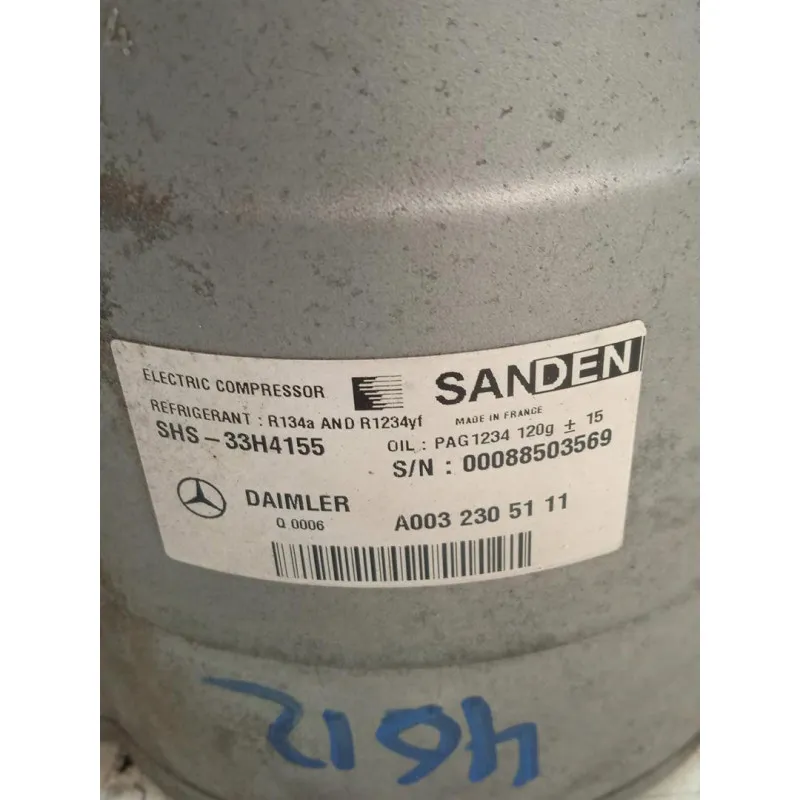 ELECTRIC COMPRESSOR SANDEN
REFRIGERANT : R134a AND R1234yf MADE IN FRANCE
SHS-33H4155 OIL : PAG1234 120g ± 15
S/N : 00088503569
DAIMLER
Q 0006 A003 230 51 11